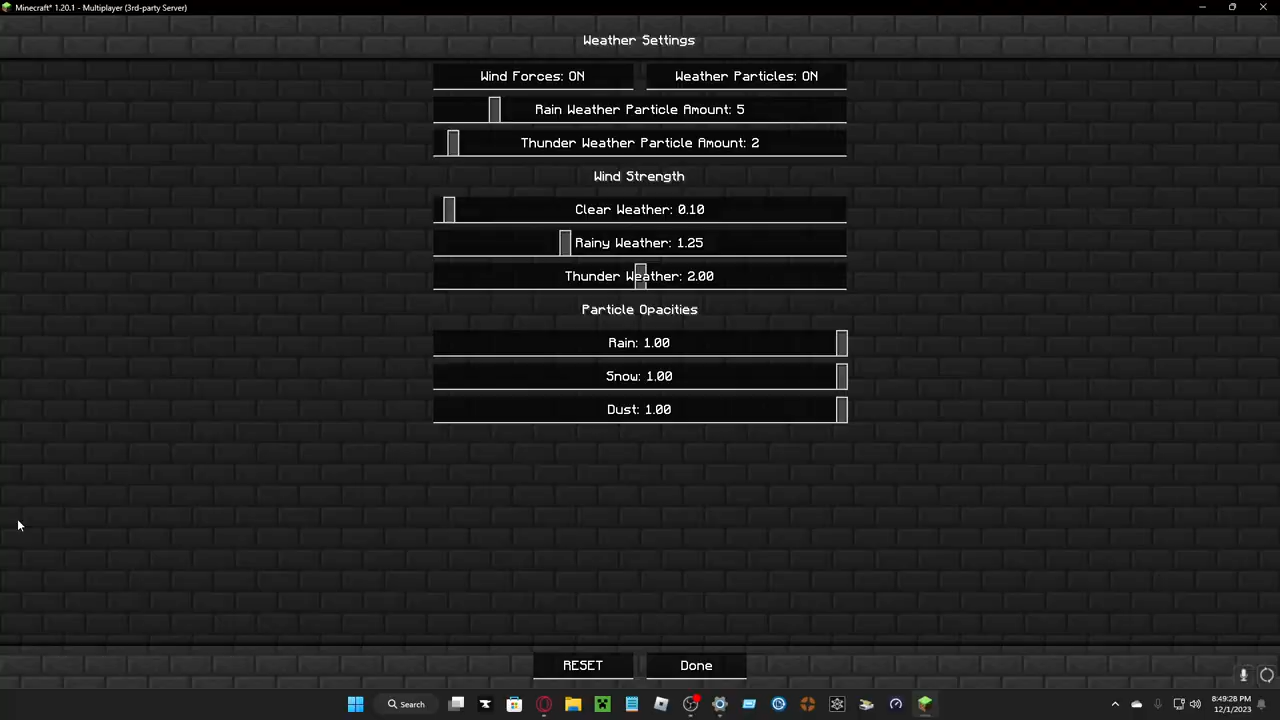 Minecraft* 1.20.1 - Multiplayer (3rd-party Server)
Weather Settings
Wind Forces: ON
Weather Particles: ON
Rain Weather Particle Amount: 5
Thunder Weather Particle Amount: 2
Wind Strength
Clear Weather: 0.10
Rainy Weather: 1.25
Thunder Weather: 2.00
Particle Opacities
Rain: 1.00
Snow: 1.00
Dust: 1.00
RESET
Done
Search
8:49:28 PM
12/1/2023